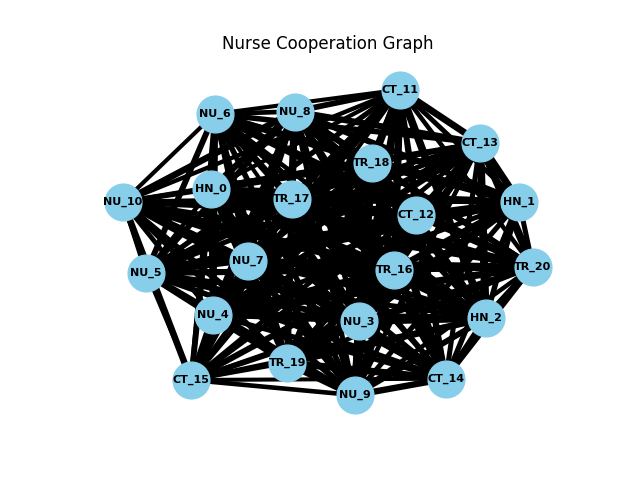 Nurse Cooperation Graph
CT_11
NU_8
NU_6
CT_13
TR_18
HN_0
TR_17
NU_10
HN_1
CT_12
NU_7
TR_20
TR_16
NU_5
NU_4
HN_2
NU_3
TR_19
CT_14
CT_15
NU_9